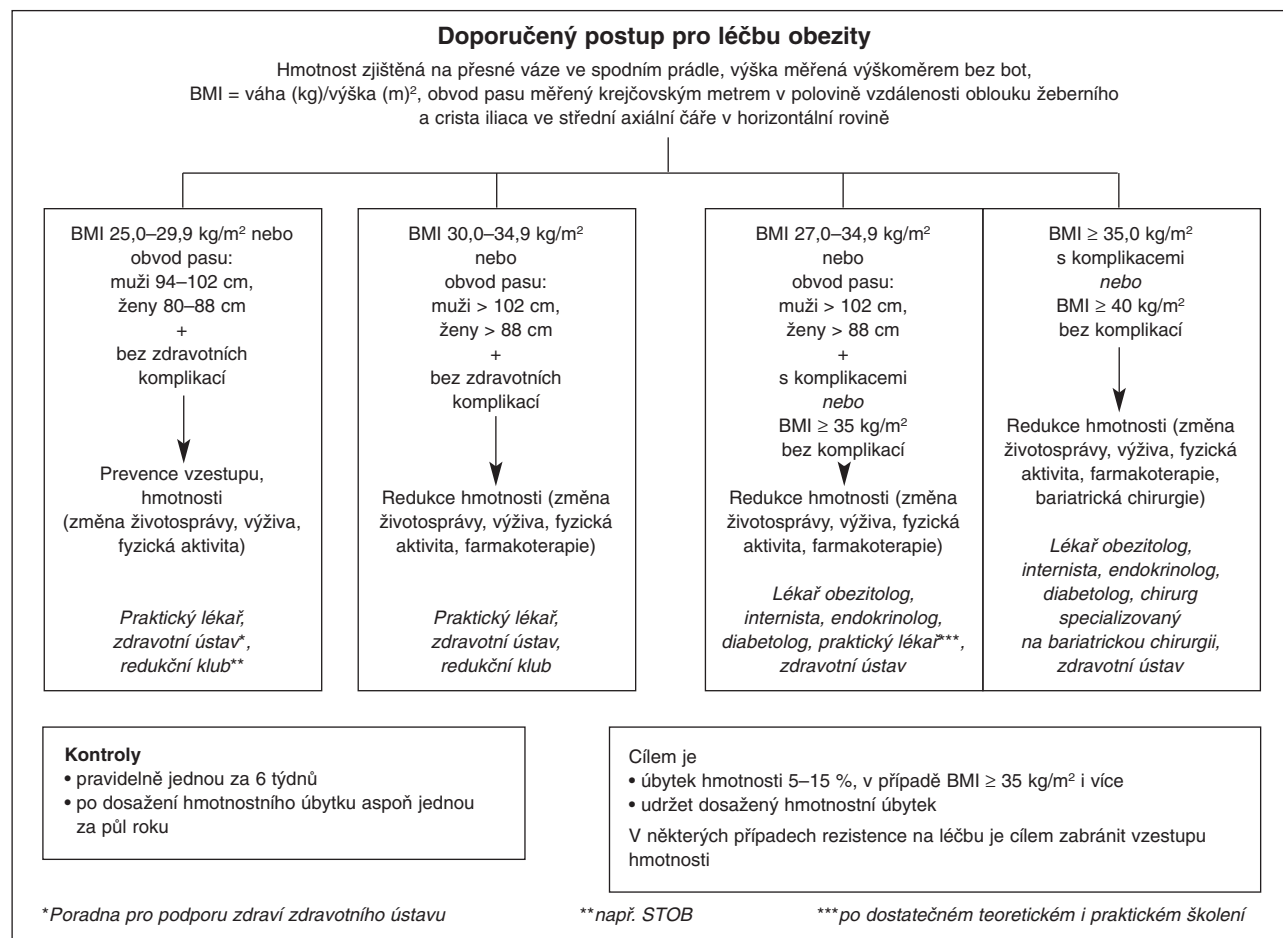 Doporučený postup pro léčbu obezity
Hmotnost zjištěná na přesné váze ve spodním prádle, výška měřená výškoměrem bez bot,
BMI = váha (kg)/výška (m)², obvod pasu měřený krejčovským metrem v polovině vzdálenosti oblouku žeberního
a crista iliaca ve střední axiální čáře v horizontální rovině
BMI 25,0–29,9 kg/m² nebo
obvod pasu:
muži 94–102 cm,
ženy 80–88 cm
+
bez zdravotních
komplikací
Prevence vzestupu,
hmotnosti
(změna životosprávy, výživa,
fyzická aktivita)
Praktický lékař,
zdravotní ústav*,
redukční klub**
BMI 30,0–34,9 kg/m²
nebo
obvod pasu:
muži > 102 cm,
ženy > 88 cm
+
bez zdravotních
komplikací
Redukce hmotnosti (změna
životosprávy, výživa, fyzická
aktivita, farmakoterapie)
Praktický lékař,
zdravotní ústav,
redukční klub
BMI 27,0–34,9 kg/m²
nebo
obvod pasu:
muži > 102 cm,
ženy > 88 cm
+
s komplikacemi
nebo
BMI ≥ 35 kg/m²
bez komplikací
Redukce hmotnosti (změna
životosprávy, výživa, fyzická
aktivita, farmakoterapie)
Lékař obezitolog,
internista, endokrinolog,
diabetolog, praktický lékař***,
zdravotní ústav
BMI ≥ 35,0 kg/m²
s komplikacemi
nebo
BMI ≥ 40 kg/m²
bez komplikací
Redukce hmotnosti (změna
životosprávy, výživa, fyzická
aktivita, farmakoterapie,
bariatrická chirurgie)
Lékař obezitolog,
internista, endokrinolog,
diabetolog, chirurg
specializovaný
na bariatrickou chirurgii,
zdravotní ústav
Kontroly
• pravidelně jednou za 6 týdnů
• po dosažení hmotnostního úbytku aspoň jednou
za půl roku
Cílem je
• úbytek hmotnosti 5–15 %, v případě BMI ≥ 35 kg/m² i více
• udržet dosažený hmotnostní úbytek
V některých případech rezistence na léčbu je cílem zabránit vzestupu
hmotnosti
*Poradna pro podporu zdraví zdravotního ústavu
**např. STOB
***po dostatečném teoretickém i praktickém školení